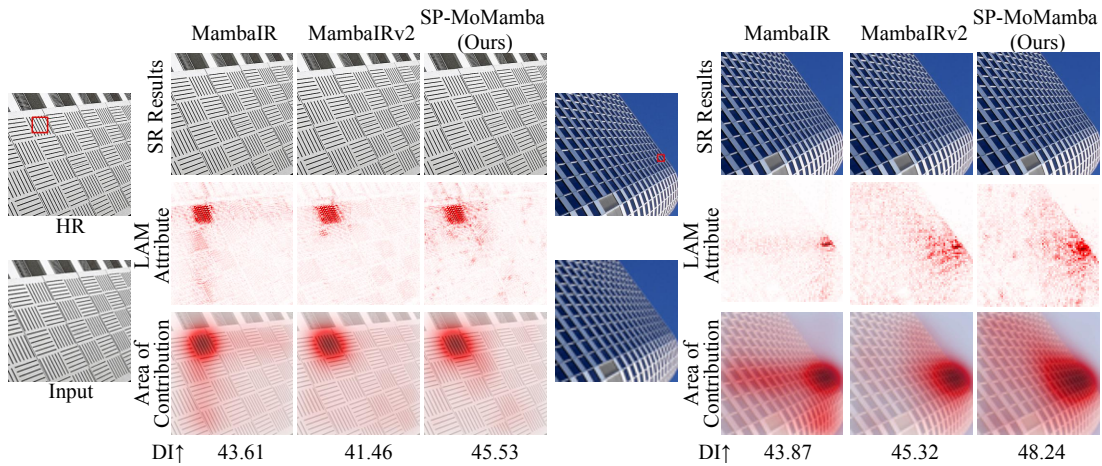 MambaIR
MambaIRv2
SP-MoMamba
(Ours)
SR Results
HR
LAM
Attribute
Input
Area of
Contribution
DI↑
43.61
41.46
45.53
MambaIR
MambaIRv2
SP-MoMamba
(Ours)
SR Results
LAM
Attribute
Area of
Contribution
DI↑
43.87
45.32
48.24